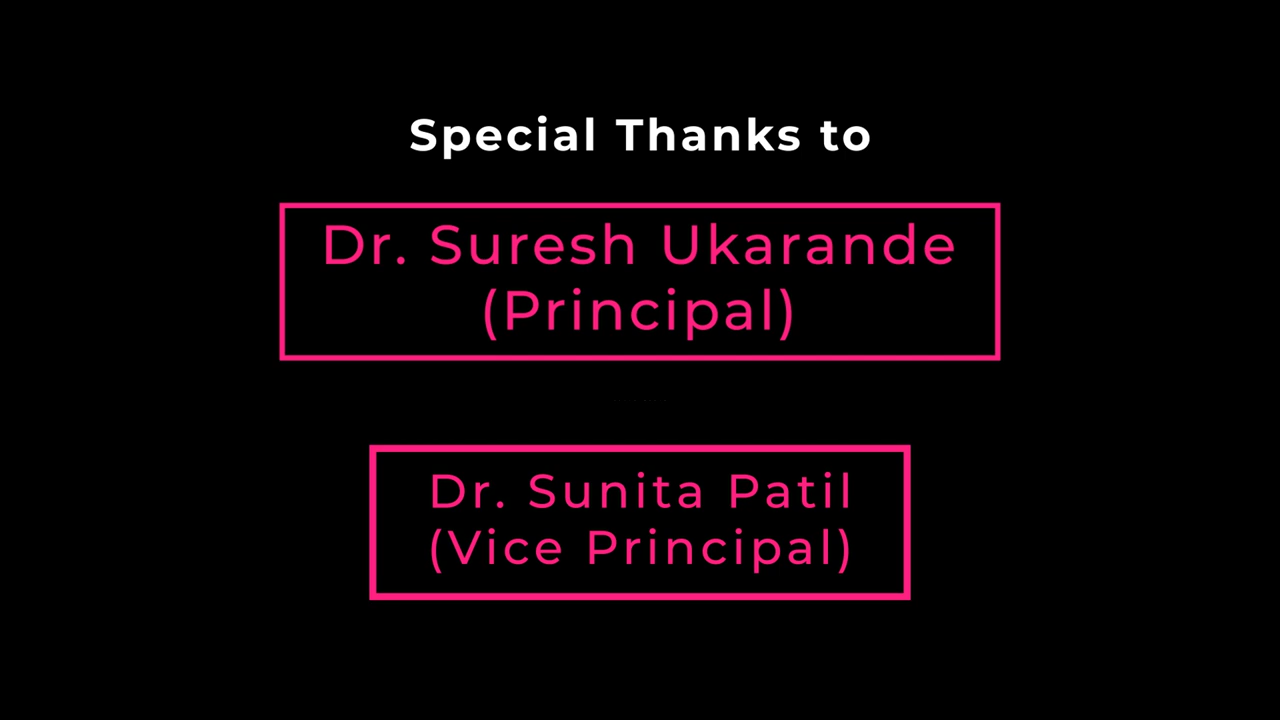 Special Thanks to
Dr. Suresh Ukarande
(Principal)
Dr. Sunita Patil
(Vice Principal)